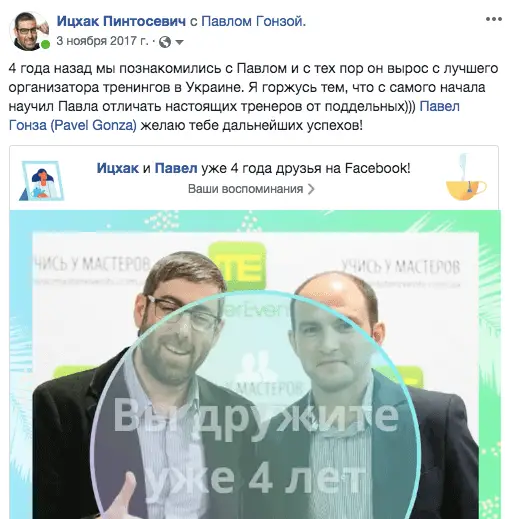 Ицхак Пинтосевич с Павлом Гонзой.
3 ноября 2017 г. ·
4 года назад мы познакомились с Павлом и с тех пор он вырос с лучшего
организатора тренингов в Украине. Я горжусь тем, что с самого начала
научил Павла отличать настоящих тренеров от поддельных))) Павел
Гонза (Pavel Gonza) желаю тебе дальнейших успехов!
Ицхак и Павел уже 4 года друзья на Facebook!
Ваши воспоминания
УЧИСЬ У МАСТЕРОВ
TE
УЧИСЬ У МАСТЕРОВ
erEven
У МАСТЕРОВ
Вы дружите
уже 4 лет